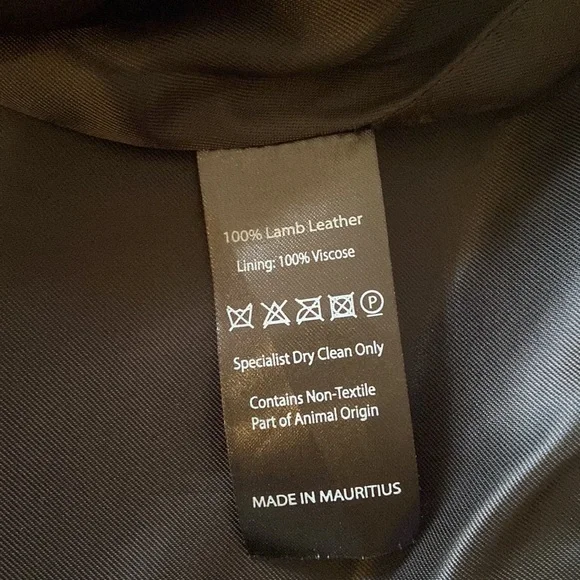 100% Lamb Leather
Lining: 100% Viscose
P
Specialist Dry Clean Only
Contains Non-Textile
Part of Animal Origin
MADE IN MAURITIUS